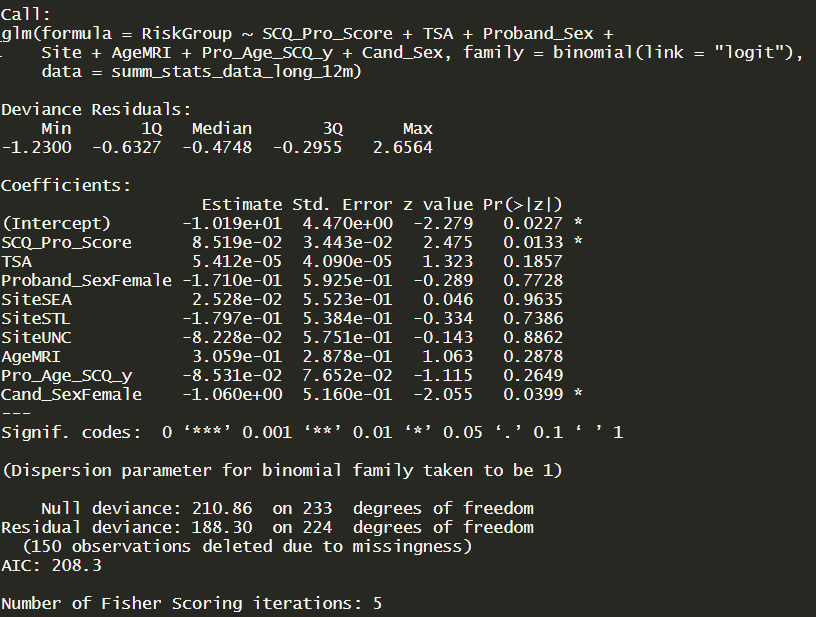 Call:
glm(formula = RiskGroup ~ SCQ_Pro_Score + TSA + Proband_Sex +
    Site + AgeMRI + Pro_Age_SCQ_y + Cand_Sex, family = binomial(link = "logit"),
    data = summ_stats_data_long_12m)

Deviance Residuals:
    Min       1Q   Median       3Q      Max
-1.2300  -0.6327  -0.4748  -0.2955   2.6564

Coefficients:
                    Estimate Std. Error z value Pr(>|z|)
(Intercept)       -1.019e+01  4.470e+00  -2.279   0.0227 *
SCQ_Pro_Score      8.519e-02  3.443e-02   2.475   0.0133 *
TSA                5.412e-05  4.090e-05   1.323   0.1857
Proband_SexFemale -1.710e-01  5.925e-01  -0.289   0.7728
SiteSEA            2.528e-02  5.523e-01   0.046   0.9635
SiteSTL           -1.797e-01  5.384e-01  -0.334   0.7386
SiteUNC           -8.228e-02  5.751e-01  -0.143   0.8862
AgeMRI             3.059e-01  2.878e-01   1.063   0.2878
Pro_Age_SCQ_y     -8.531e-02  7.652e-02  -1.115   0.2649
Cand_SexFemale    -1.060e+00  5.160e-01  -2.055   0.0399 *
---
Signif. codes:  0 ‘***’ 0.001 ‘**’ 0.01 ‘*’ 0.05 ‘.’ 0.1 ‘ ’ 1

(Dispersion parameter for binomial family taken to be 1)

    Null deviance: 210.86  on 233  degrees of freedom
Residual deviance: 188.30  on 224  degrees of freedom
  (150 observations deleted due to missingness)
AIC: 208.3

Number of Fisher Scoring iterations: 5